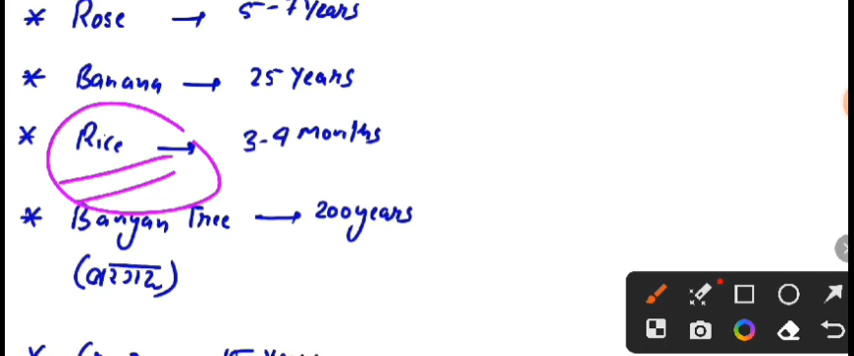 * Rose → 5-7 years
* Banana → 25 years
* Rice → 3-4 months
* Banyan Tree → 200 years
(बरगद)